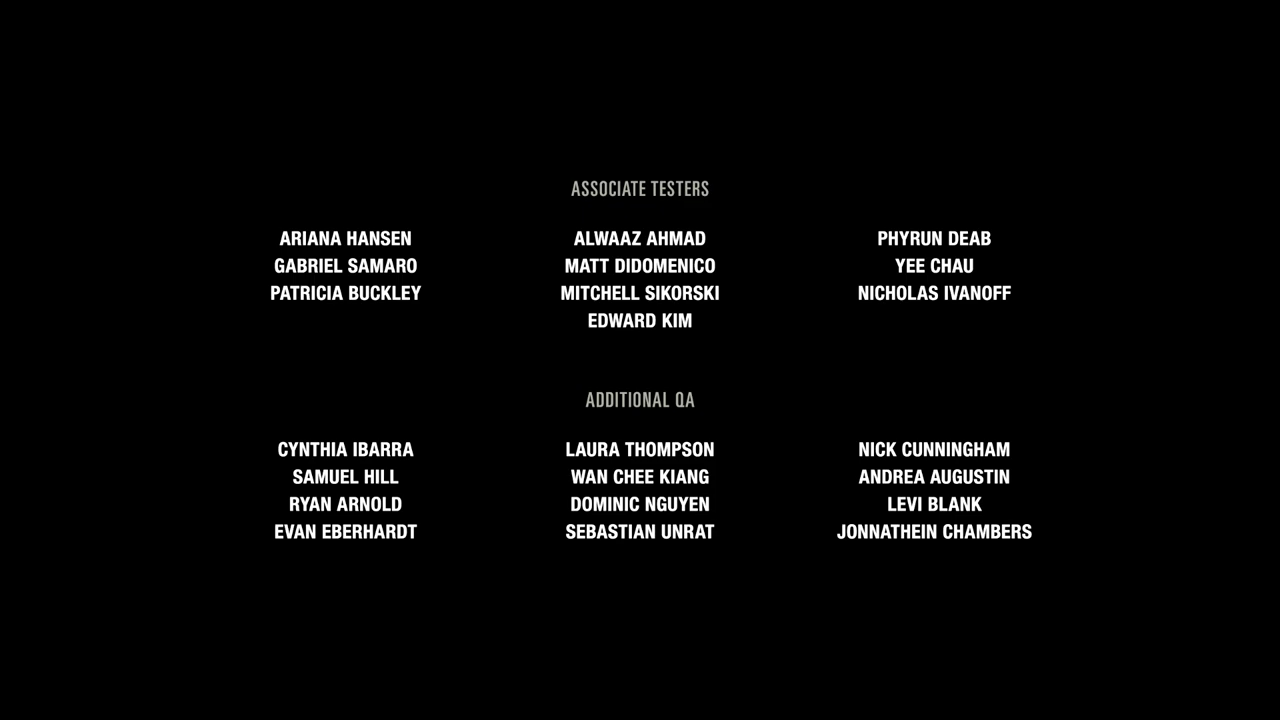 ASSOCIATE TESTERS
ARIANA HANSEN ALWAAZ AHMAD PHYRUN DEAB
GABRIEL SAMARO MATT DIDOMENICO YEE CHAU
PATRICIA BUCKLEY MITCHELL SIKORSKI NICHOLAS IVANOFF
EDWARD KIM
ADDITIONAL QA
CYNTHIA IBARRA LAURA THOMPSON NICK CUNNINGHAM
SAMUEL HILL WAN CHEE KIANG ANDREA AUGUSTIN
RYAN ARNOLD DOMINIC NGUYEN LEVI BLANK
EVAN EBERHARDT SEBASTIAN UNRAT JONNATHEIN CHAMBERS